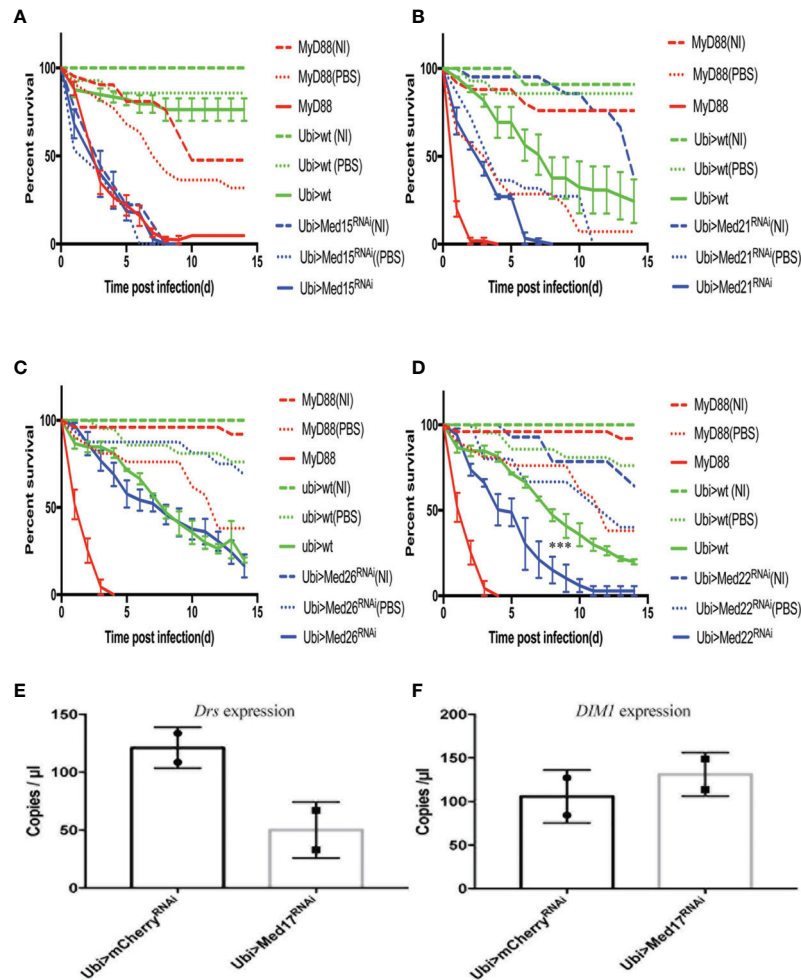 A
B
Percent survival
100
50
0
0
5
10
15
Time post infection(d)
MyD88(NI)
MyD88(PBS)
MyD88
Ubi>wt (NI)
Ubi>wt (PBS)
Ubi>wt
Ubi>Med15RNAi(NI)
Ubi>Med15RNAi((PBS)
Ubi>Med15RNAi
Percent survival
100
50
0
0
5
10
15
Time post infection(d)
MyD88(NI)
MyD88(PBS)
MyD88
Ubi>wt(NI)
Ubi>wt(PBS)
Ubi>wt
Ubi>Med21RNAi(NI)
Ubi>Med21RNAi(PBS)
Ubi>Med21RNAi
C
D
Percent survival
100
50
0
0
5
10
15
Time post infection(d)
MyD88(NI)
MyD88(PBS)
MyD88
ubi>wt(NI)
ubi>wt(PBS)
ubi>wt
Ubi>Med26RNAi(NI)
Ubi>Med26RNAi(PBS)
Ubi>Med26RNAi
Percent survival
100
50
0
***
0
5
10
15
Time post infection(d)
MyD88(NI)
MyD88(PBS)
MyD88
Ubi>wt (NI)
Ubi>wt(PBS)
Ubi>wt
Ubi>Med22RNAi(NI)
Ubi>Med22RNAi(PBS)
Ubi>Med22RNAi
E
Drs expression
Copies / µl
150
100
50
0
Ubi>mCherryRNAi
Ubi>Med17RNAi
F
DIM1 expression
Copies/µl
200
150
100
50
0
Ubi>mCherryRNAi
Ubi>Med17RNAi